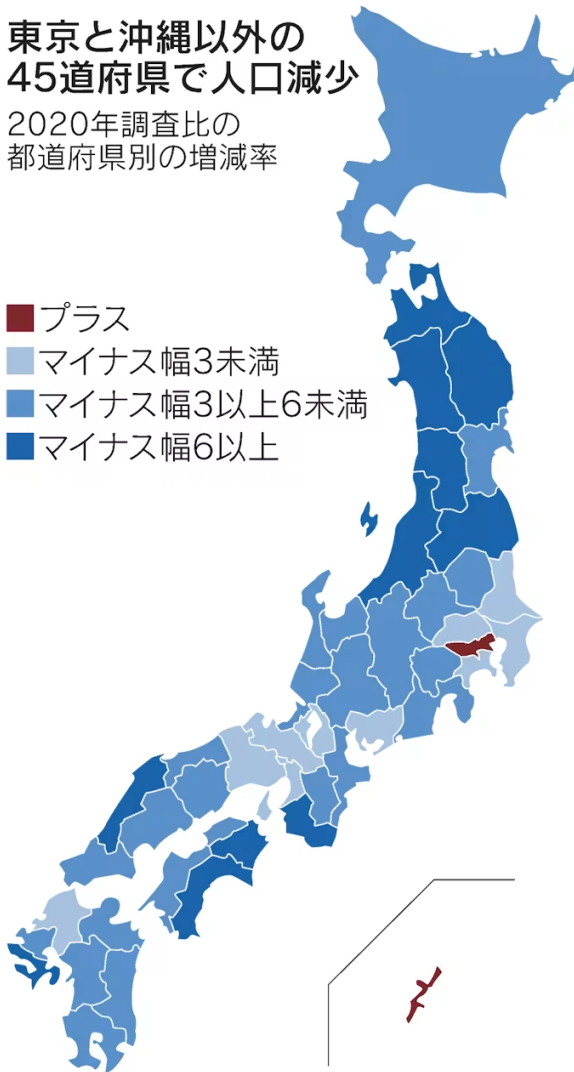 東京と沖縄以外の
45道府県で人口減少
2020年調査比の
都道府県別の増減率
プラス
マイナス幅3未満
マイナス幅3以上6未満
マイナス幅6以上